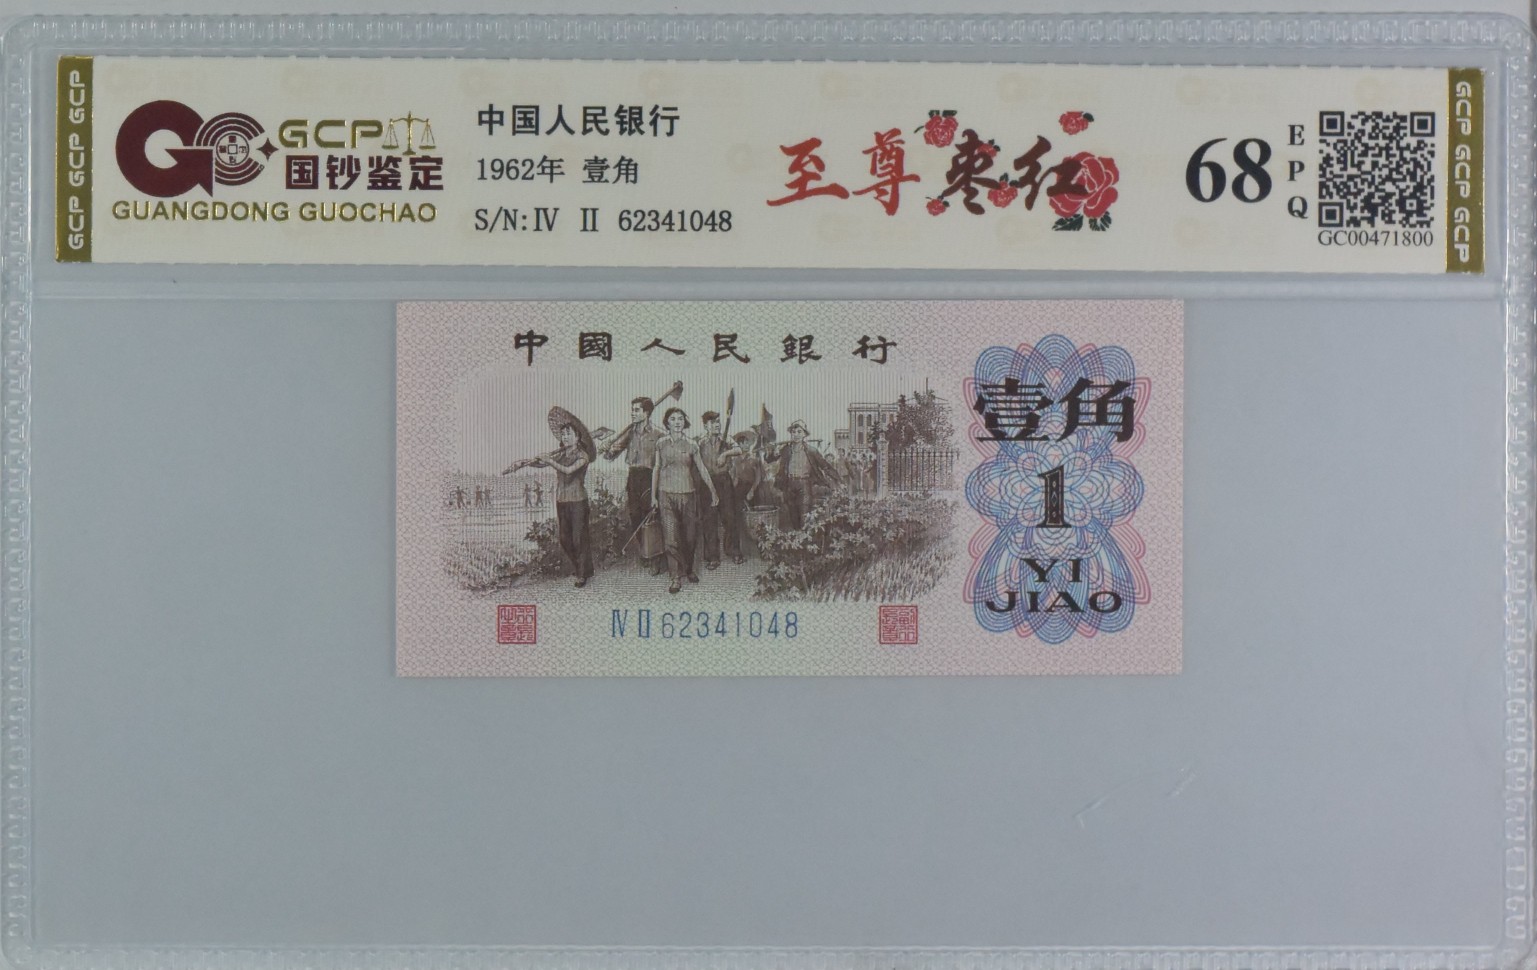 GCP
国钞鉴定
GUANGDONG GUOCHAO
中国人民银行
1962年 壹角
S/N: Ⅳ Ⅱ 62341048
至尊枣红
68
EPQ
GC00471800
GCP GCP GCP
GCP GCP GCP
中國人民銀行
壹角
1
YI
JIAO
Ⅳ Ⅱ 62341048